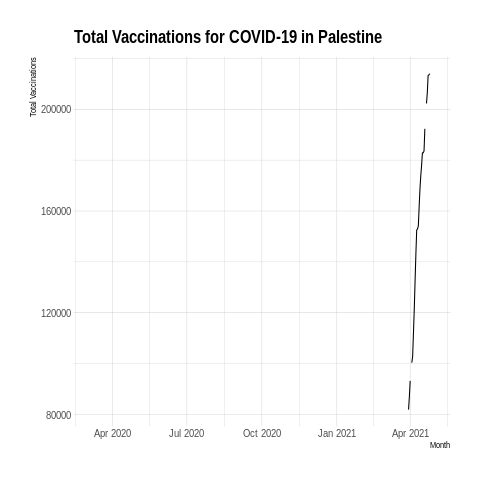 Total Vaccinations for COVID-19 in Palestine
Total Vaccinations
200000
160000
120000
80000
Apr 2020 Jul 2020 Oct 2020 Jan 2021 Apr 2021
Month